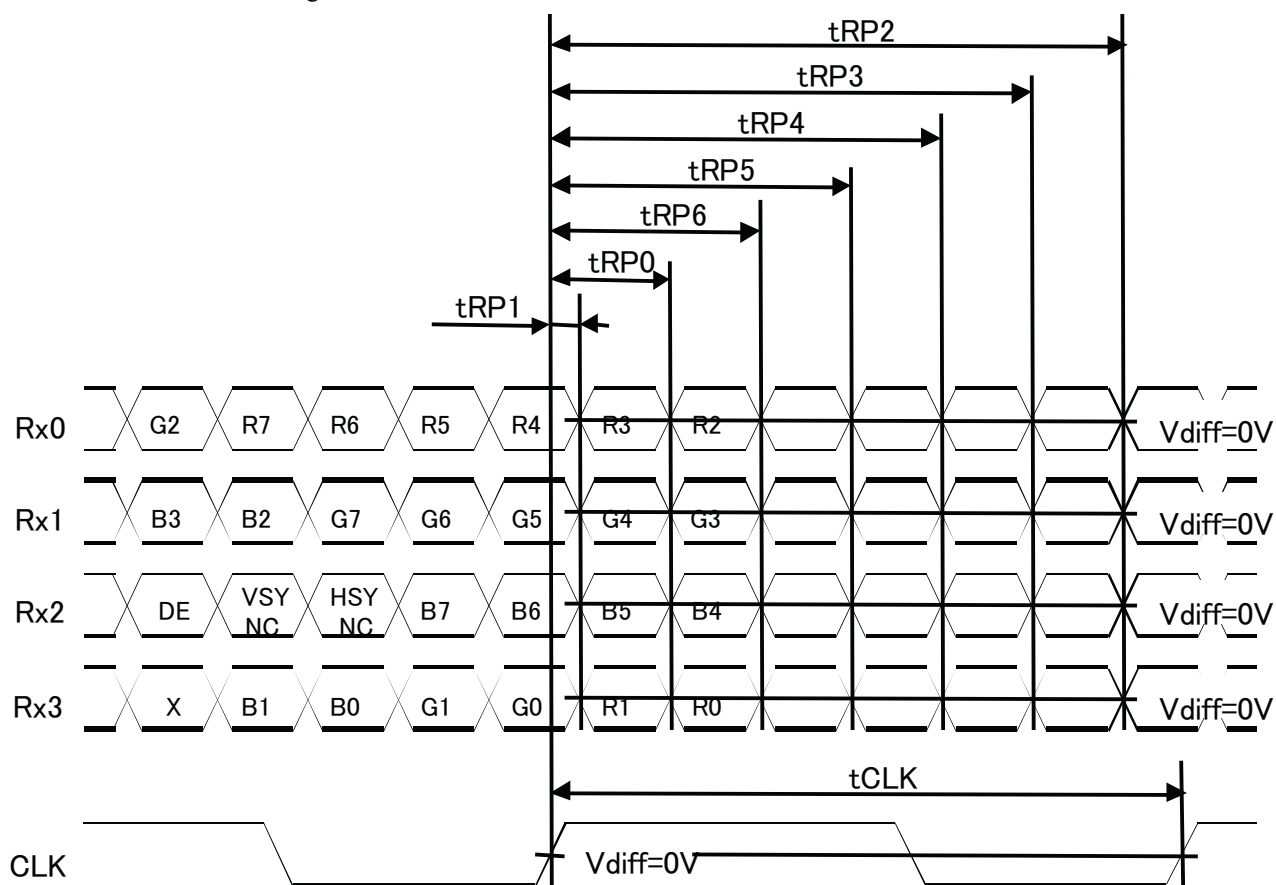 tRP2
tRP3
tRP4
tRP5
tRP6
tRP0
tRP1
Rx0 G2 R7 R6 R5 R4 R3 R2 Vdiff=0V
Rx1 B3 B2 G7 G6 G5 G4 G3 Vdiff=0V
Rx2 DE VSY NC HSY NC B7 B6 B5 B4 Vdiff=0V
Rx3 X B1 B0 G1 G0 R1 R0 Vdiff=0V
tCLK
CLK Vdiff=0V